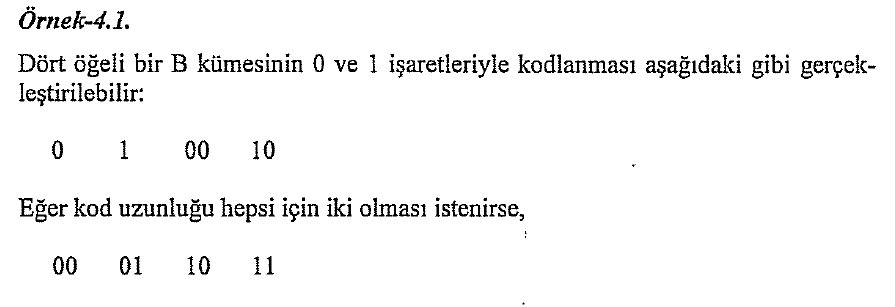 Örnek-4.1.
Dört öğeli bir B kümesinin 0 ve 1 işaretleriyle kodlanması aşağıdaki gibi gerçek-
leştirilebilir:
0 1 00 10
Eğer kod uzunluğu hepsi için iki olması istenirse,
00 01 10 11